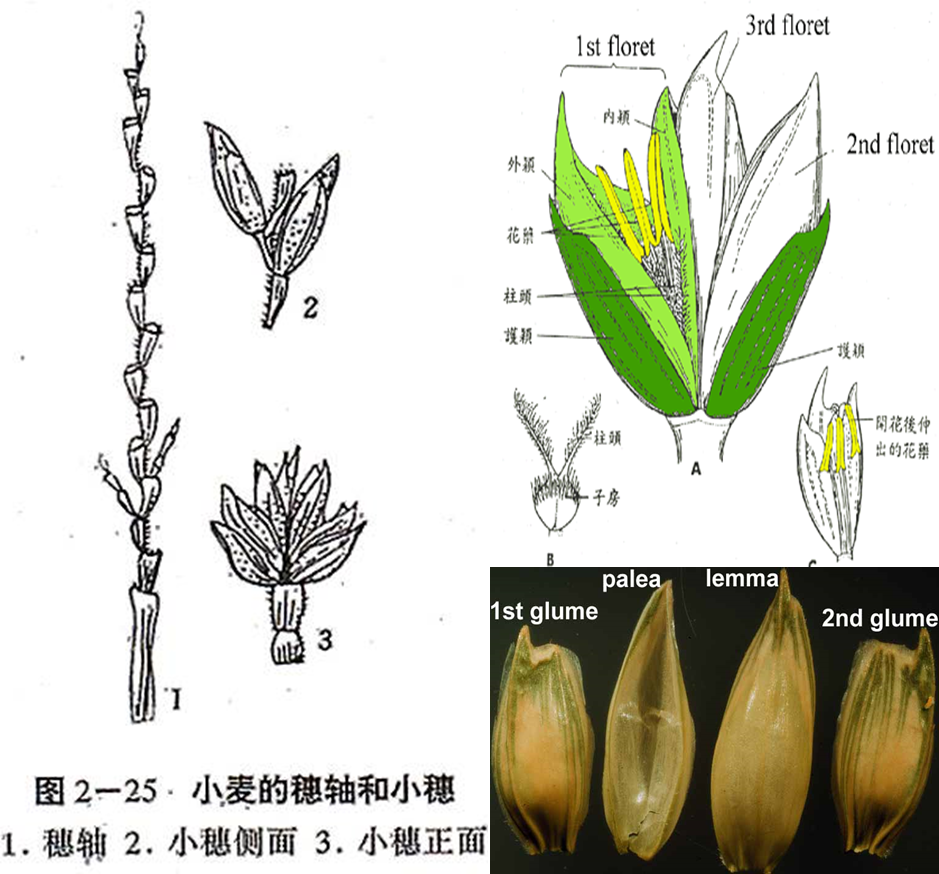 1
2
3
图2—25 小麦的穗轴和小穗
1. 穗轴 2. 小穗侧面 3. 小穗正面
1st floret
3rd floret
2nd floret
內穎
外穎
花藥
柱頭
護穎
護穎
A
柱頭
子房
B
開花後伸
出的花藥
C
1st glume
palea
lemma
2nd glume